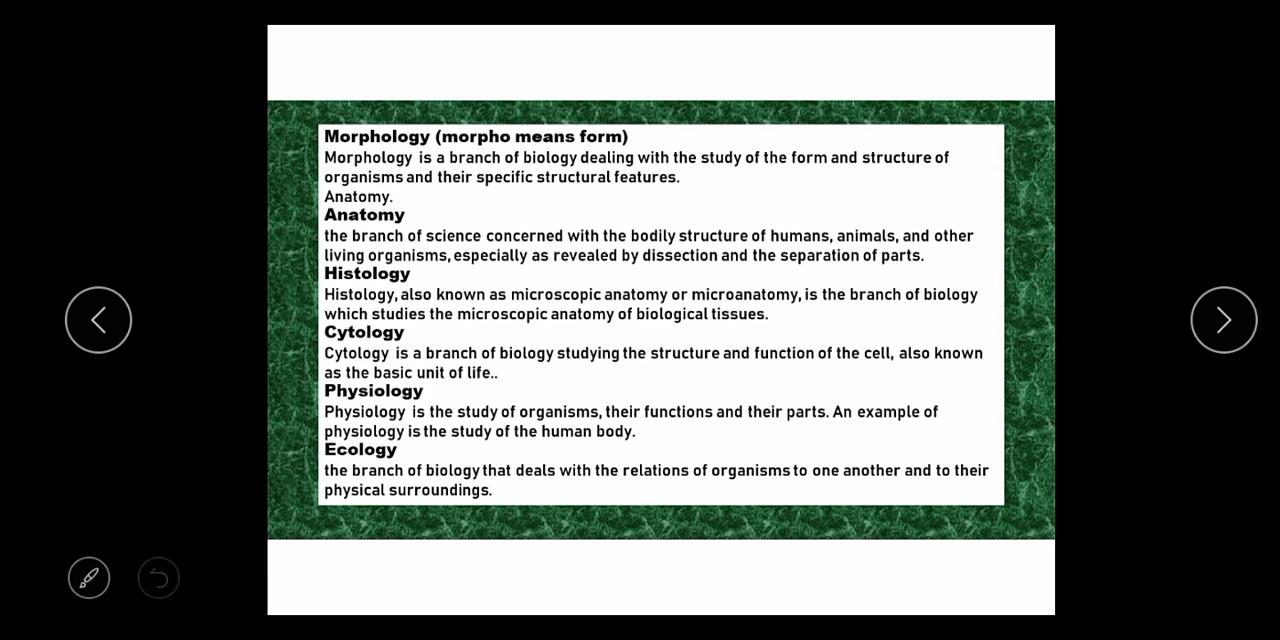 Morphology (morpho means form)
Morphology is a branch of biology dealing with the study of the form and structure of
organisms and their specific structural features.
Anatomy.
Anatomy
the branch of science concerned with the bodily structure of humans, animals, and other
living organisms, especially as revealed by dissection and the separation of parts.
Histology
Histology, also known as microscopic anatomy or microanatomy, is the branch of biology
which studies the microscopic anatomy of biological tissues.
Cytology
Cytology is a branch of biology studying the structure and function of the cell, also known
as the basic unit of life..
Physiology
Physiology is the study of organisms, their functions and their parts. An example of
physiology is the study of the human body.
Ecology
the branch of biology that deals with the relations of organisms to one another and to their
physical surroundings.